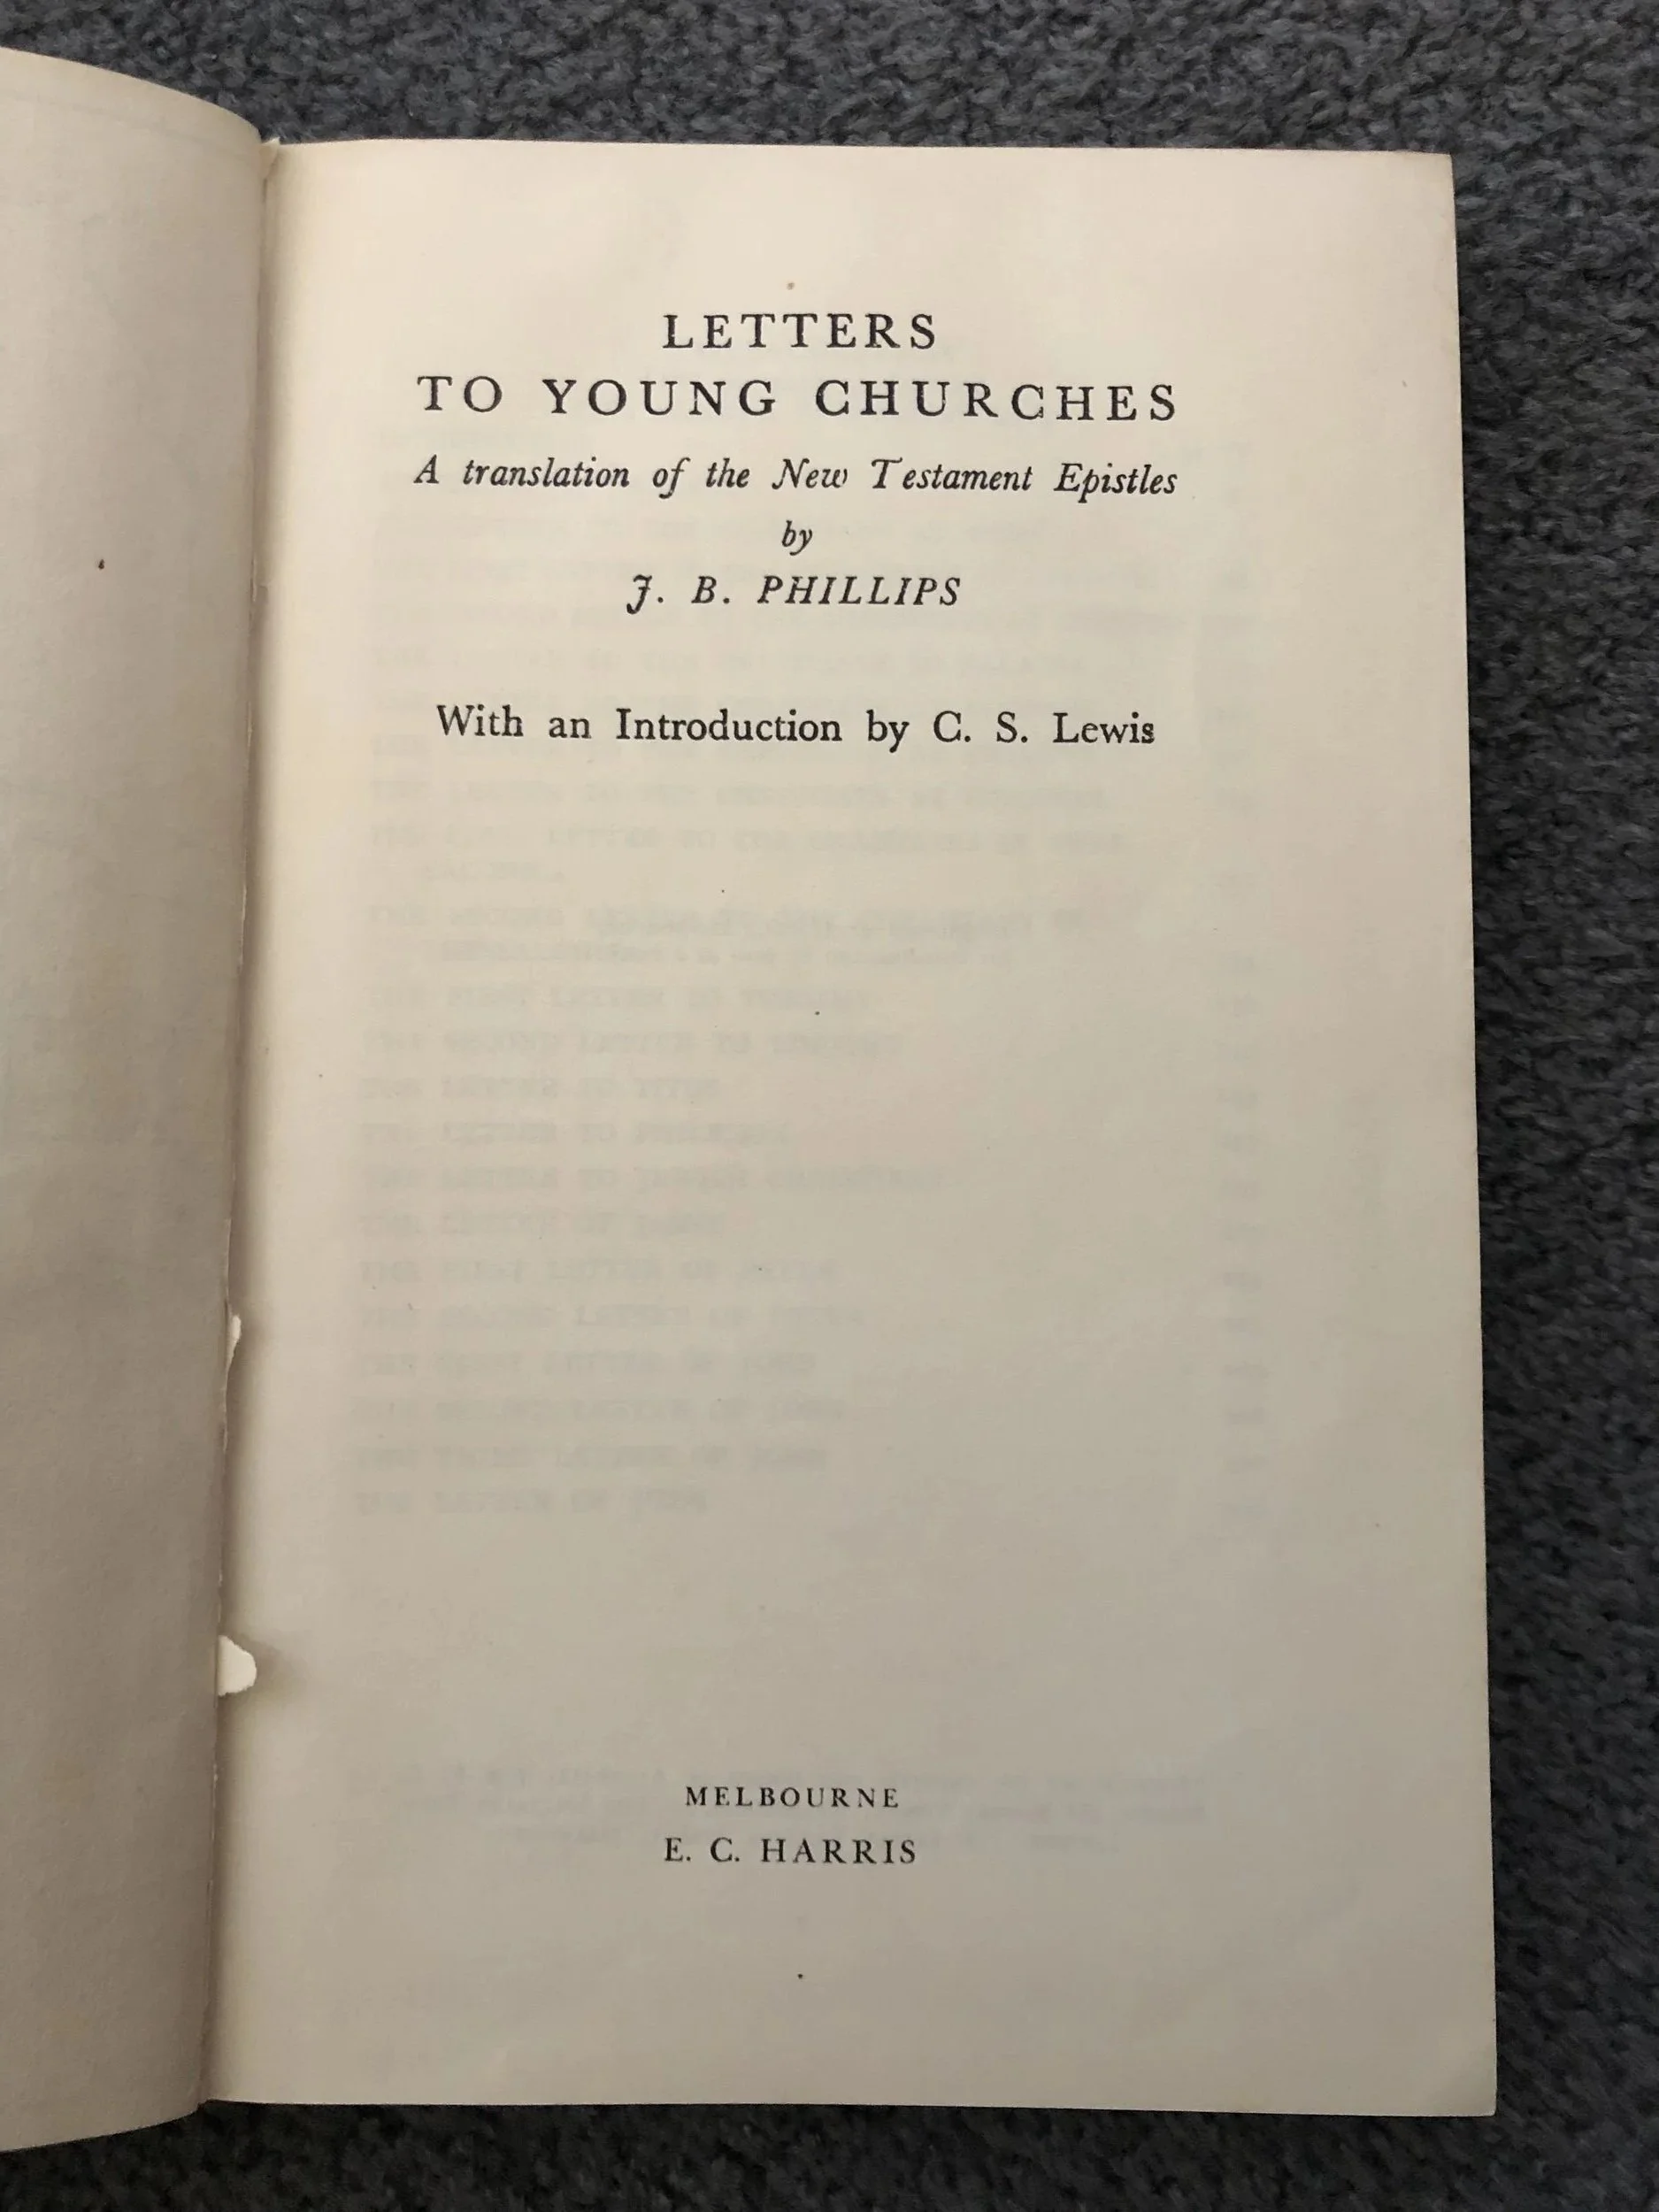 LETTERS
TO YOUNG CHURCHES
A translation of the New Testament Epistles
by
J. B. PHILLIPS
With an Introduction by C. S. Lewis
MELBOURNE
E. C. HARRIS